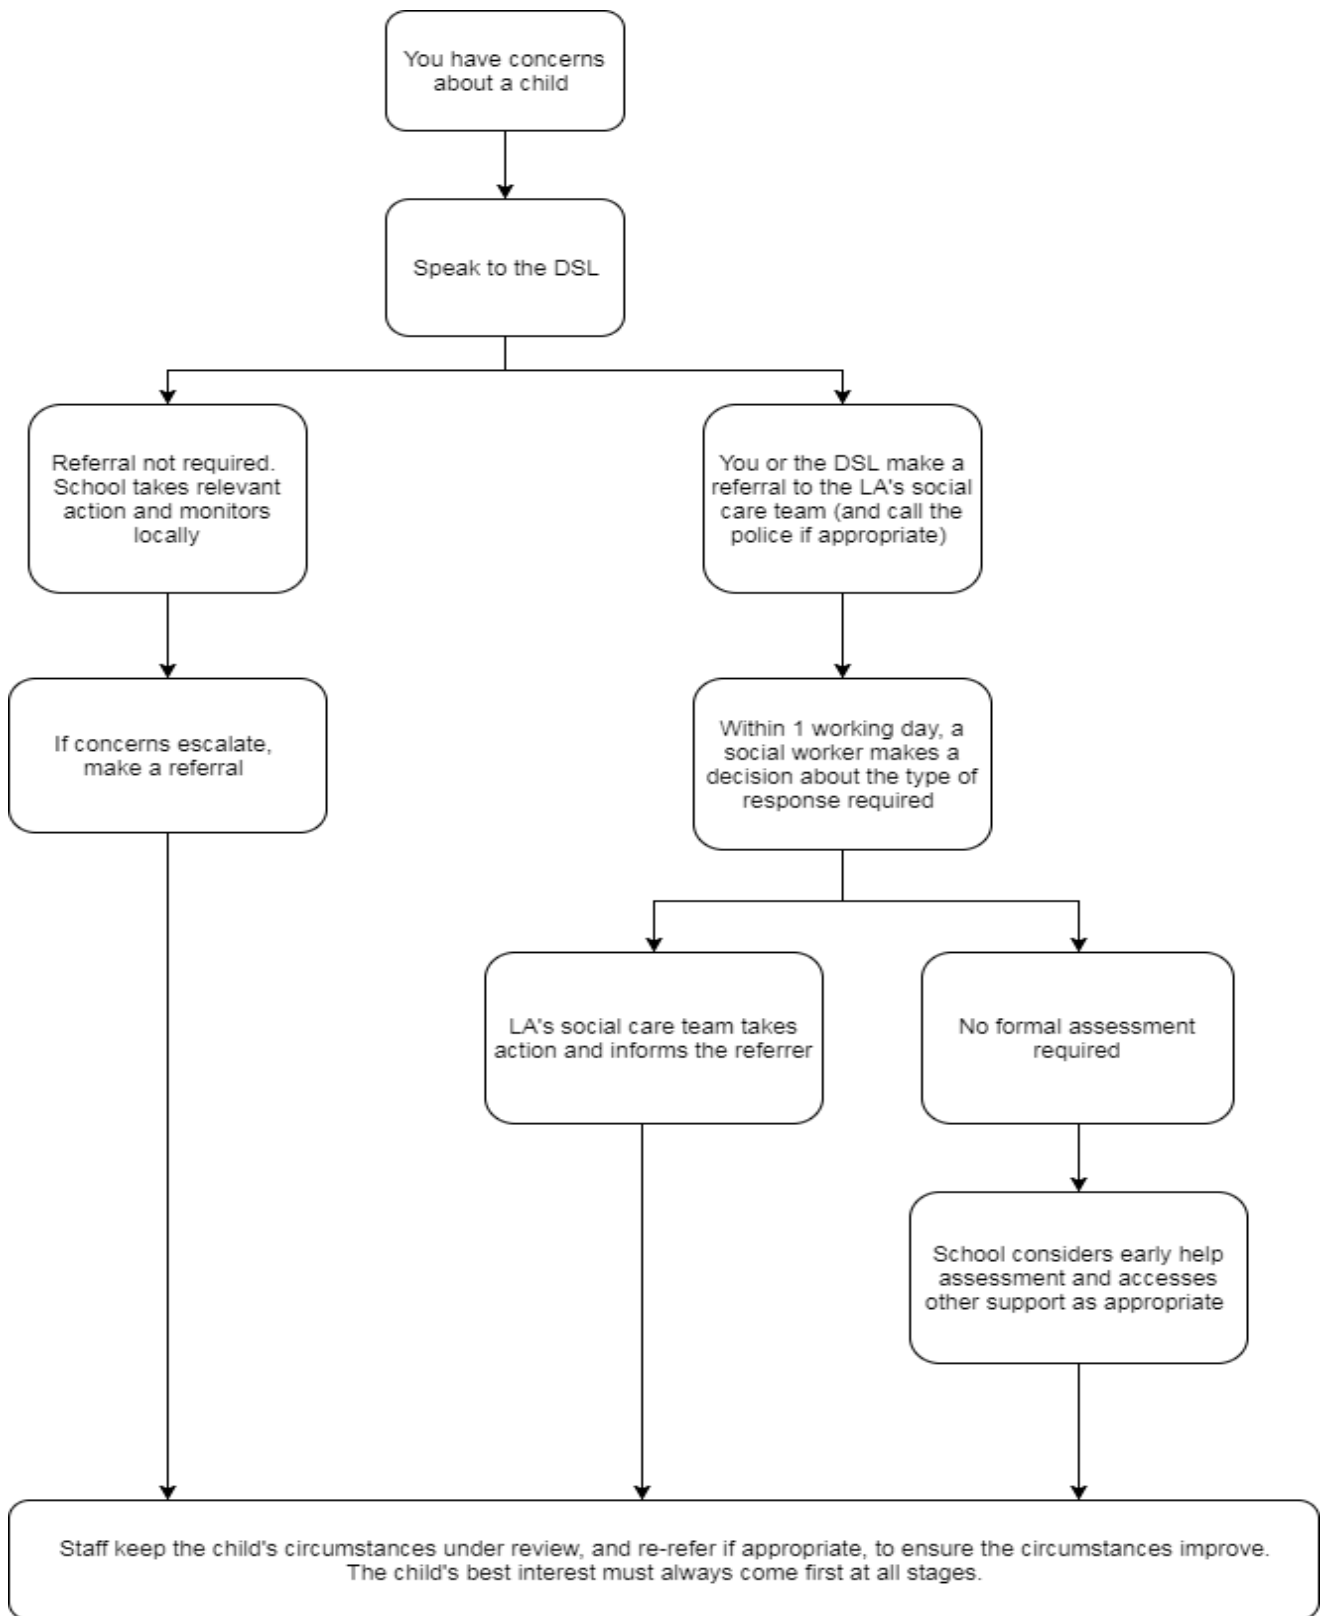 You have concerns
about a child
Speak to the DSL
Referral not required.
School takes relevant
action and monitors
locally
You or the DSL make a
referral to the LA's social
care team (and call the
police if appropriate)
If concerns escalate,
make a referral
Within 1 working day, a
social worker makes a
decision about the type of
response required
LA's social care team takes
action and informs the referrer
No formal assessment
required
School considers early help
assessment and accesses
other support as appropriate
Staff keep the child's circumstances under review, and re-refer if appropriate, to ensure the circumstances improve.
The child's best interest must always come first at all stages.